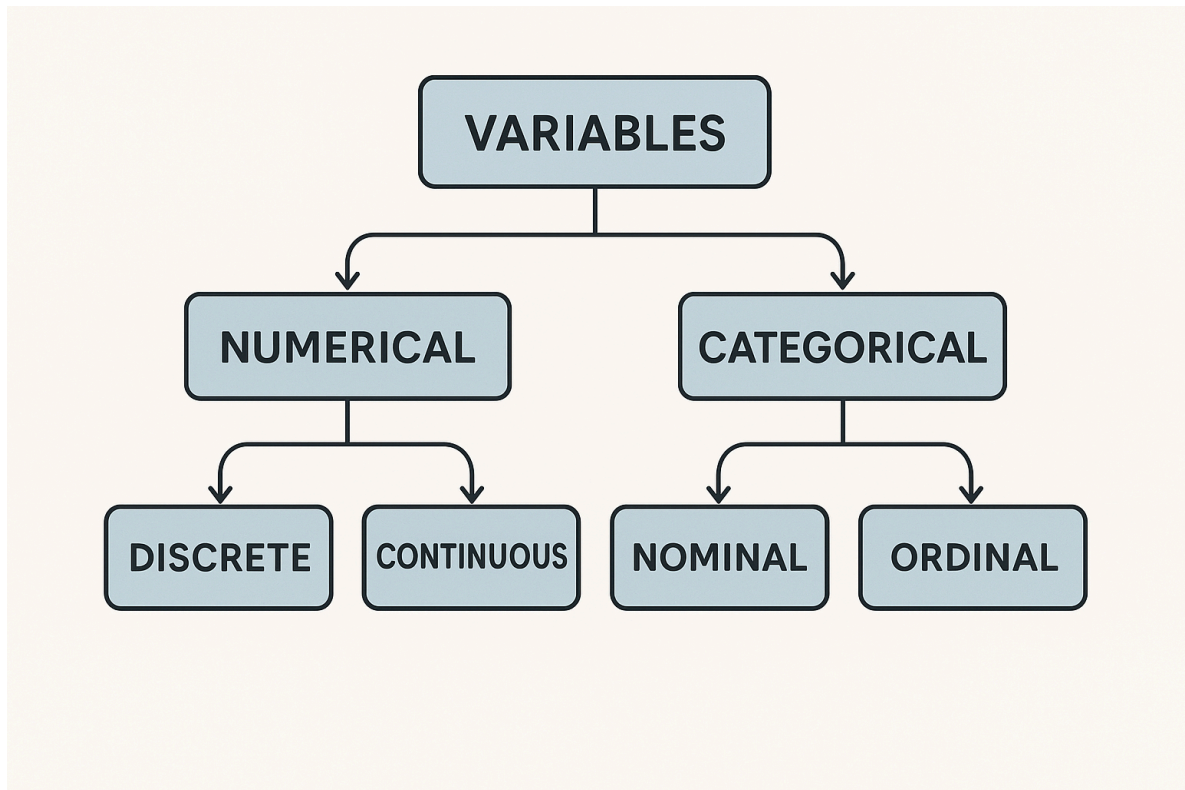 VARIABLES
NUMERICAL
CATEGORICAL
DISCRETE
CONTINUOUS
NOMINAL
ORDINAL